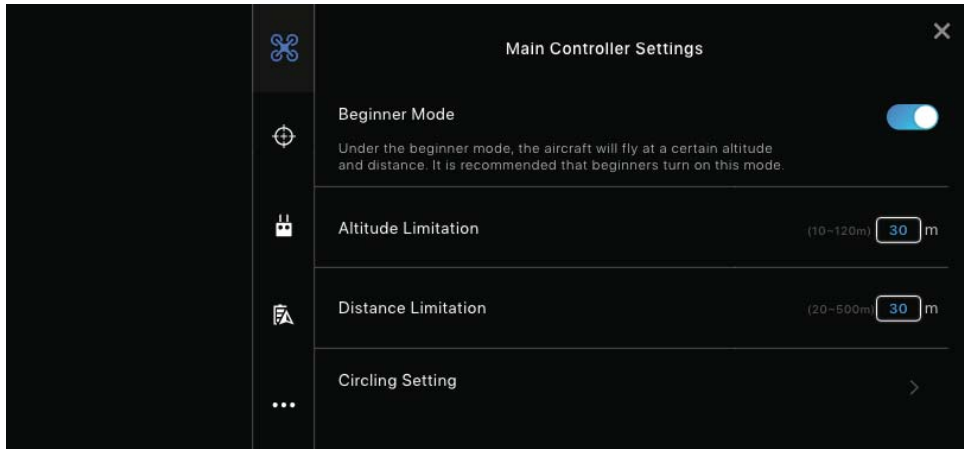 Main Controller Settings
Beginner Mode
Under the beginner mode, the aircraft will fly at a certain altitude
and distance. It is recommended that beginners turn on this mode.
Altitude Limitation
(10~120m) 30 m
Distance Limitation
(20~500m) 30 m
Circling Setting